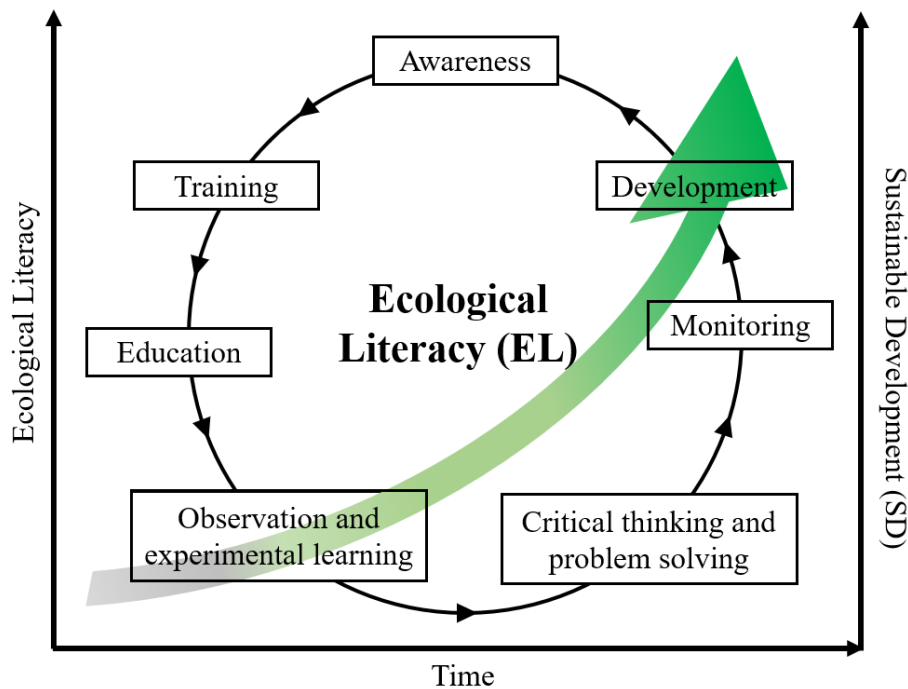 Awareness
Training
Development
Ecological
Literacy (EL)
Monitoring
Education
Observation and
experimental learning
Critical thinking and
problem solving
Ecological Literacy
Sustainable Development (SD)
Time